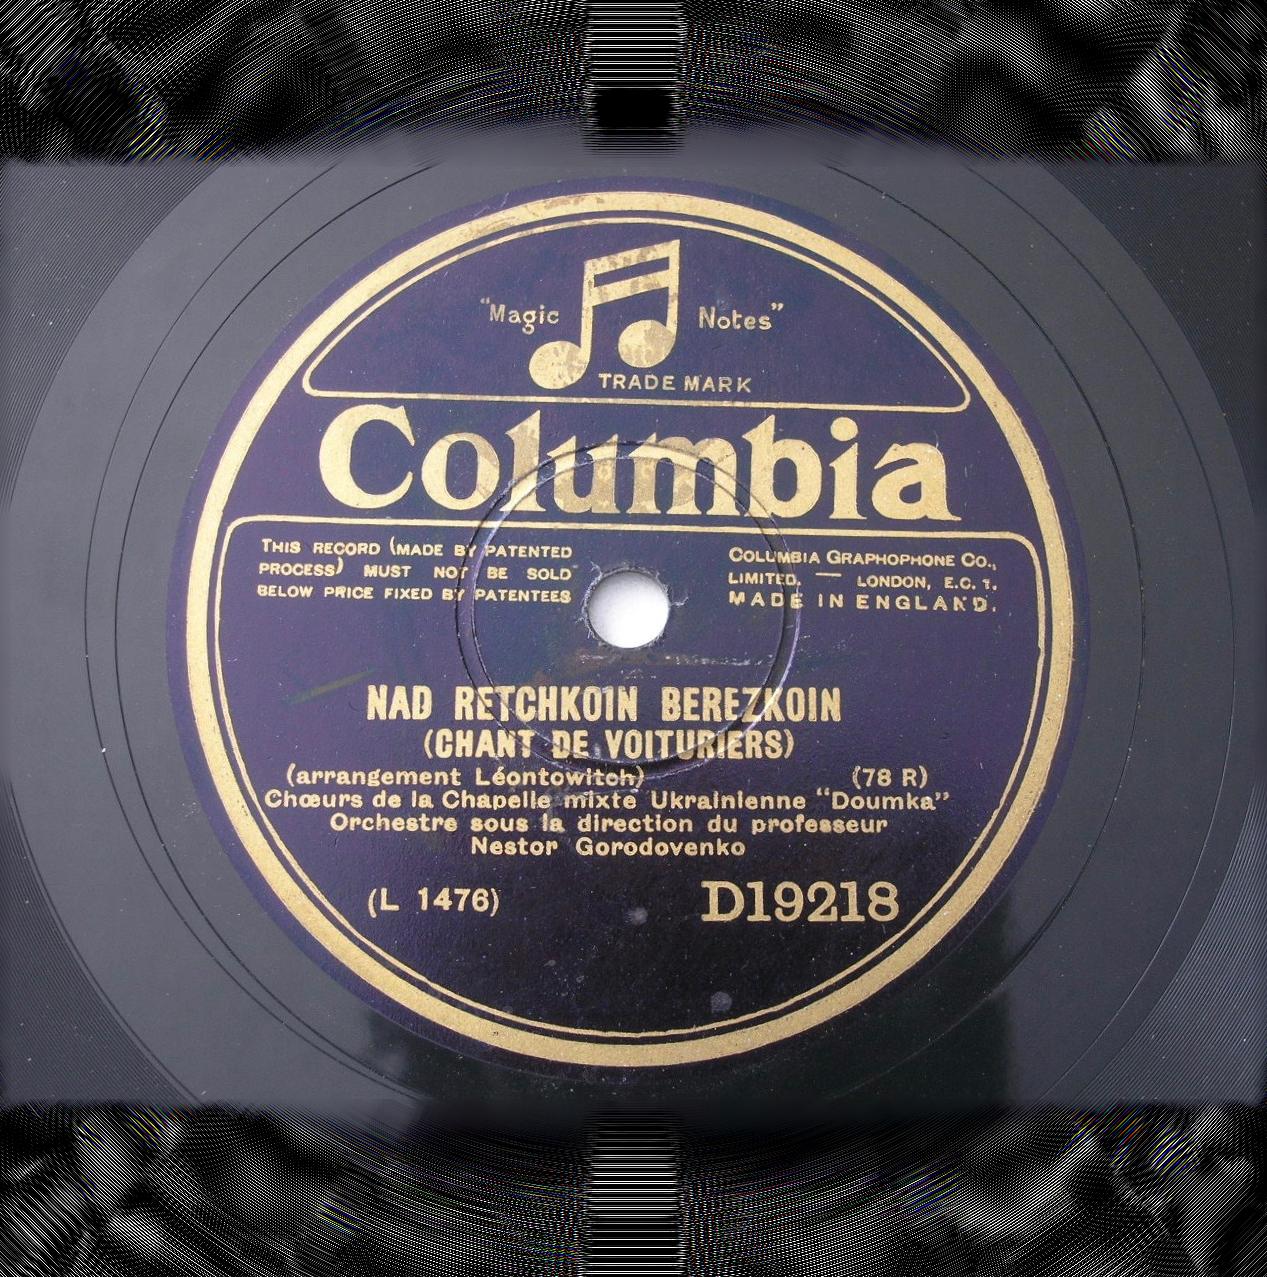 "Magic Notes"
TRADE MARK
Columbia
THIS RECORD (MADE BY PATENTED
PROCESS) MUST NOT BE SOLD
BELOW PRICE FIXED BY PATENTEES
COLUMBIA GRAPHOPHONE CO.,
LIMITED. — LONDON, E.C. 1.
MADE IN ENGLAND.
NAD RETCHKOIN BEREZKOIN
(CHANT DE VOITURIERS)
(arrangement Léontowitch) (78 R)
Chœurs de la Chapelle mixte Ukrainienne "Doumka"
Orchestre sous la direction du professeur
Nestor Gorodovenko
(L 1476) D19218